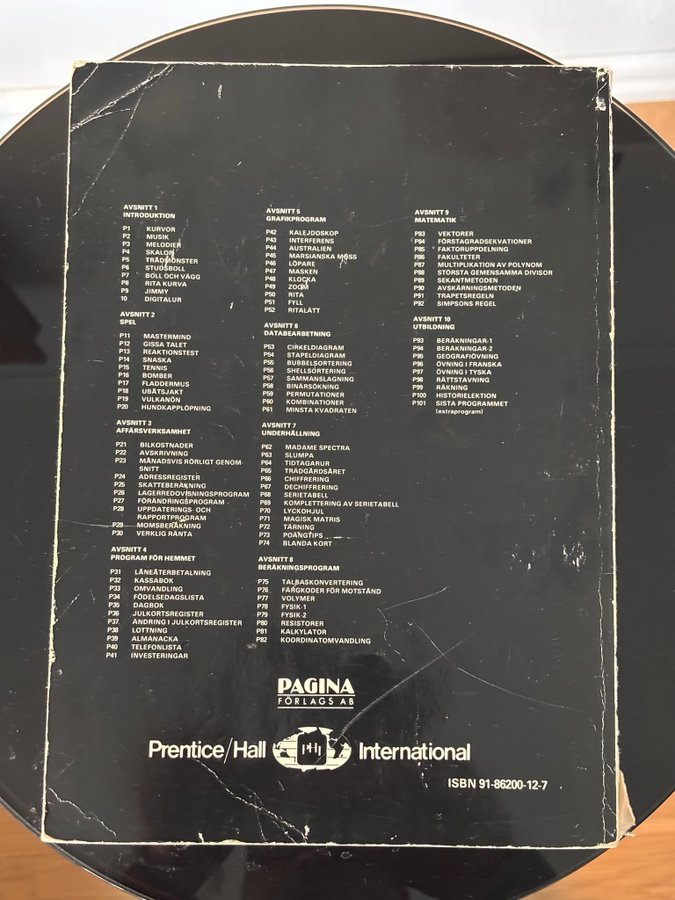 AVSNITT 1
INTRODUKTION
P1 KURVOR
P2 MUSIK
P3 MELODIER
P4 SKALOR
P5 TRÄDMÖNSTER
P6 STUDSBOLL
P7 BOLL OCH VÄGG
P8 RITA KURVA
P9 JIMMY
10 DIGITALUR
AVSNITT 2
SPEL
P11 MASTERMIND
P12 GISSA TALET
P13 REAKTIONSTEST
P14 SNASKA
P15 TENNIS
P16 BOMBER
P17 FLADDERMUS
P18 UBÅTSJAKT
P19 VULKANÖN
P20 HUNDKAPPLÖPNING
AVSNITT 3
AFFÄRSVERKSAMHET
P21 BILKOSTNADER
P22 AVSKRIVNING
P23 MÅNADSVIS RÖRLIGT GENOM-
SNITT
P24 ADRESSREGISTER
P25 SKATTEBERÄKNING
P26 LAGERREDOVISNINGSPROGRAM
P27 FÖRÄNDRINGSPROGRAM
P28 UPPDATERINGS- OCH
RAPPORTPROGRAM
P29 MOMSBERÄKNING
P30 VERKLIG RÄNTA
AVSNITT 4
PROGRAM FÖR HEMMET
P31 LÅNEÅTERBETALNING
P32 KASSABOK
P33 OMVANDLING
P34 FÖDELSEDAGSLISTA
P35 DAGBOK
P36 JULKORTSREGISTER
P37 ÄNDRING I JULKORTSREGISTER
P38 LOTTNING
P39 ALMANACKA
P40 TELEFONLISTA
P41 INVESTERINGAR
AVSNITT 5
GRAFIKPROGRAM
P42 KALEJDOSKOP
P43 INTERFERENS
P44 AUSTRALIEN
P45 MARSIANSKA MÖSS
P46 LÖPARE
P47 MASKEN
P48 KLOCKA
P49 ZOOM
P50 RITA
P51 FYLL
P52 RITALÄTT
AVSNITT 6
DATABEARBETNING
P53 CIRKELDIAGRAM
P54 STAPELDIAGRAM
P55 BUBBELSORTERING
P56 SHELLSORTERING
P57 SAMMANSLAGNING
P58 BINÄRSÖKNING
P59 PERMUTATIONER
P60 KOMBINATIONER
P61 MINSTA KVADRATEN
AVSNITT 7
UNDERHÅLLNING
P62 MADAME SPECTRA
P63 SLUMPA
P64 TIDTAGARUR
P65 TRÄDGÅRDSÅRET
P66 CHIFFRERING
P67 DECHIFFRERING
P68 SERIETABELL
P69 KOMPLETTERING AV SERIETABELL
P70 LYCKOHJUL
P71 MAGISK MATRIS
P72 TÄRNING
P73 POÄNGTIPS
P74 BLANDA KORT
AVSNITT 8
BERÄKNINGSPROGRAM
P75 TALBASKONVERTERING
P76 FÄRGKODER FÖR MOTSTÅND
P77 VOLYMER
P78 FYSIK-1
P79 FYSIK-2
P80 RESISTORER
P81 KALKYLATOR
P82 KOORDINATOMVANDLING
AVSNITT 9
MATEMATIK
P83 VEKTORER
P84 FÖRSTAGRADSEKVATIONER
P85 FAKTORUPPDELNING
P86 FAKULTETER
P87 MULTIPLIKATION AV POLYNOM
P88 STÖRSTA GEMENSAMMA DIVISOR
P89 SEKANTMETODEN
P90 AVSKÄRNINGSMETODEN
P91 TRAPETSREGELN
P92 SIMPSONS REGEL
AVSNITT 10
UTBILDNING
P93 BERÄKNINGAR-1
P94 BERÄKNINGAR-2
P95 GEOGRAFIÖVNING
P96 ÖVNING I FRANSKA
P97 ÖVNING I TYSKA
P98 RÄTTSTAVNING
P99 RÄKNING
P100 HISTORIELEKTION
P101 SISTA PROGRAMMET
(extraprogram)
PAGINA
FÖRLAGS AB
Prentice/Hall PHI International
ISBN 91-86200-12-7